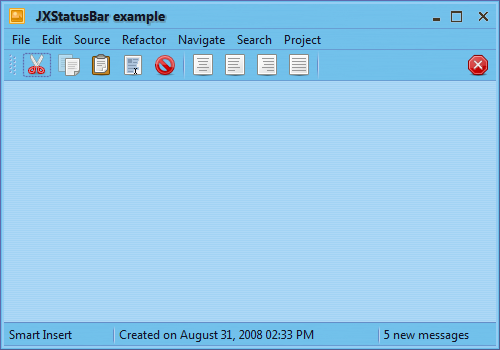 JXStatusBar example
File Edit Source Refactor Navigate Search Project
Smart Insert Created on August 31, 2008 02:33 PM 5 new messages